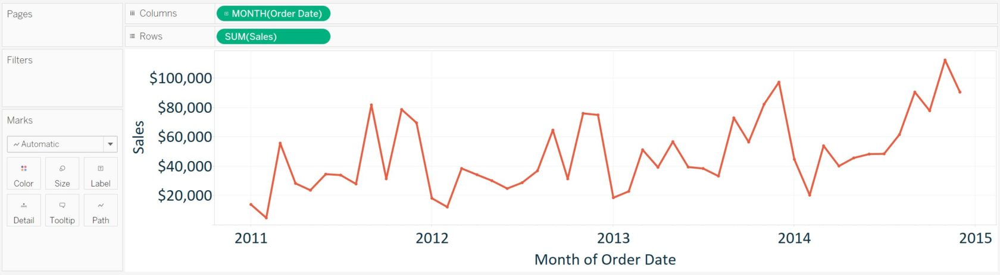 Pages
Columns
MONTH(Order Date)
Rows
SUM(Sales)
Filters
Marks
Automatic
Color
Size
Label
Detail
Tooltip
Path
Sales
$100,000
$80,000
$60,000
$40,000
$20,000
2011
2012
2013
2014
2015
Month of Order Date